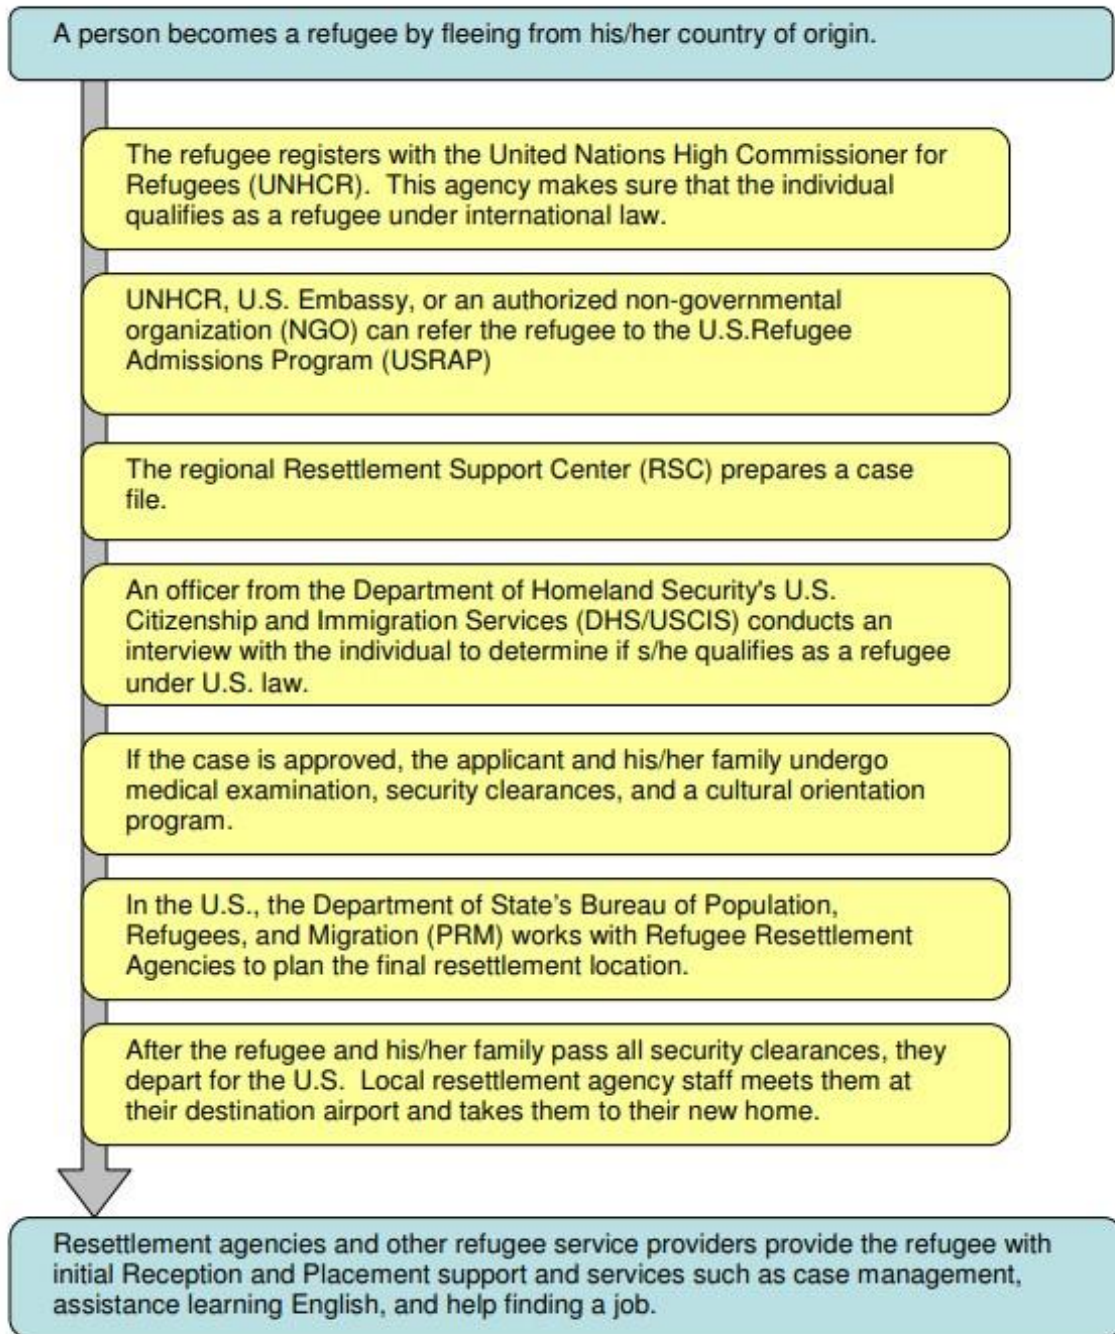 A person becomes a refugee by fleeing from his/her country of origin.
The refugee registers with the United Nations High Commissioner for
Refugees (UNHCR).  This agency makes sure that the individual
qualifies as a refugee under international law.
UNHCR, U.S. Embassy, or an authorized non-governmental
organization (NGO) can refer the refugee to the U.S.Refugee
Admissions Program (USRAP)
The regional Resettlement Support Center (RSC) prepares a case
file.
An officer from the Department of Homeland Security's U.S.
Citizenship and Immigration Services (DHS/USCIS) conducts an
interview with the individual to determine if s/he qualifies as a refugee
under U.S. law.
If the case is approved, the applicant and his/her family undergo
medical examination, security clearances, and a cultural orientation
program.
In the U.S., the Department of State’s Bureau of Population,
Refugees, and Migration (PRM) works with Refugee Resettlement
Agencies to plan the final resettlement location.
After the refugee and his/her family pass all security clearances, they
depart for the U.S.  Local resettlement agency staff meets them at
their destination airport and takes them to their new home.
Resettlement agencies and other refugee service providers provide the refugee with
initial Reception and Placement support and services such as case management,
assistance learning English, and help finding a job.